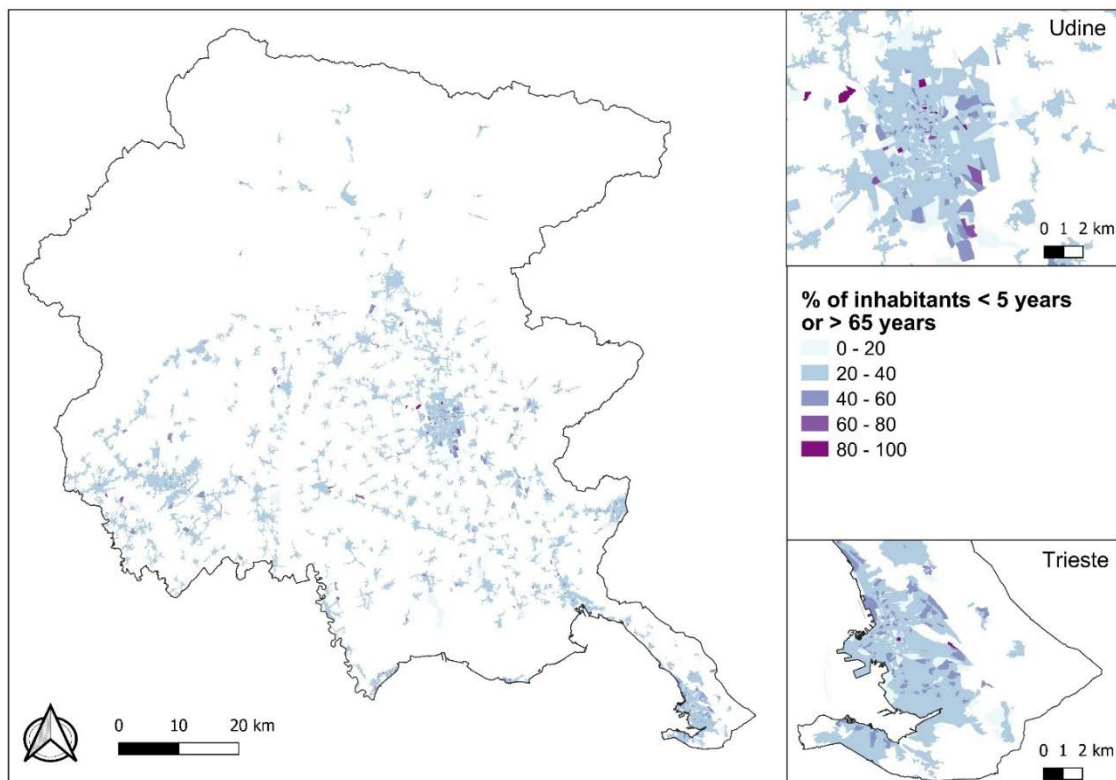 Udine
0 1 2 km
% of inhabitants < 5 years
or > 65 years
0 - 20
20 - 40
40 - 60
60 - 80
80 - 100
Trieste
0 1 2 km
0 10 20 km